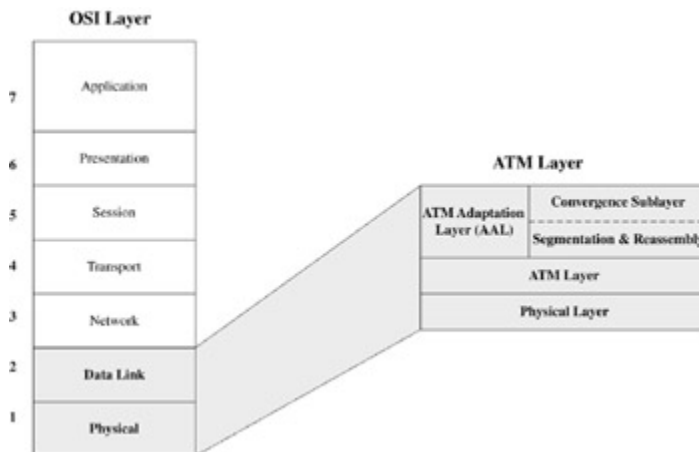 OSI Layer
7
Application
6
Presentation
5
Session
4
Transport
3
Network
2
Data Link
1
Physical
ATM Layer
ATM Adaptation
Layer (AAL)
Convergence Sublayer
Segmentation & Reassembly
ATM Layer
Physical Layer